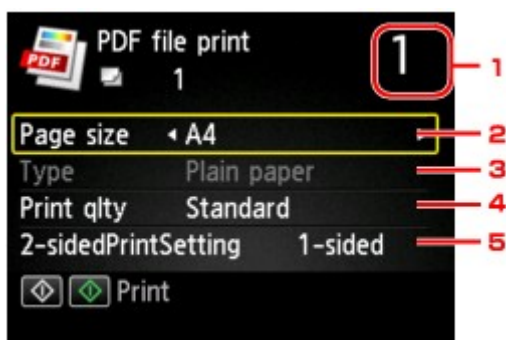 PDF file print
PDF
1
1
1
Page size A4
2
Type Plain paper
3
Print qlty Standard
4
2-sidedPrintSetting 1-sided
5
Print